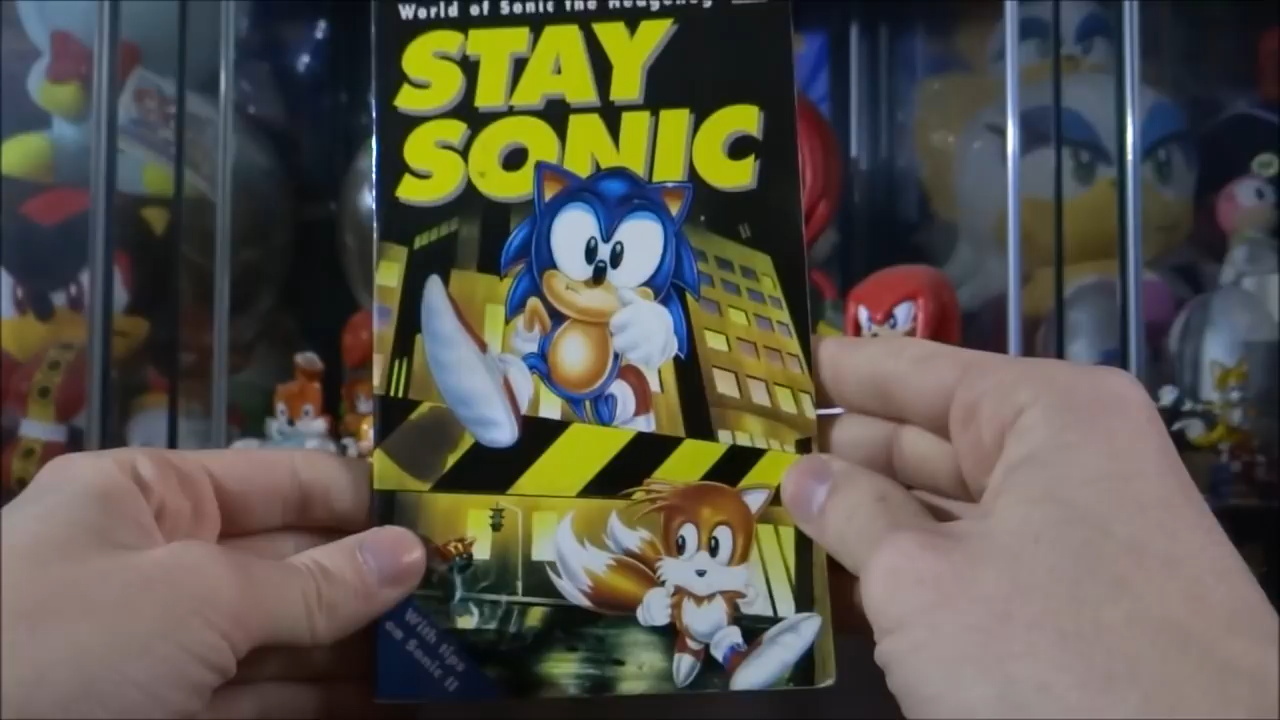 World of Sonic the Hedgehog
STAY
SONIC
With tips
on Sonic II